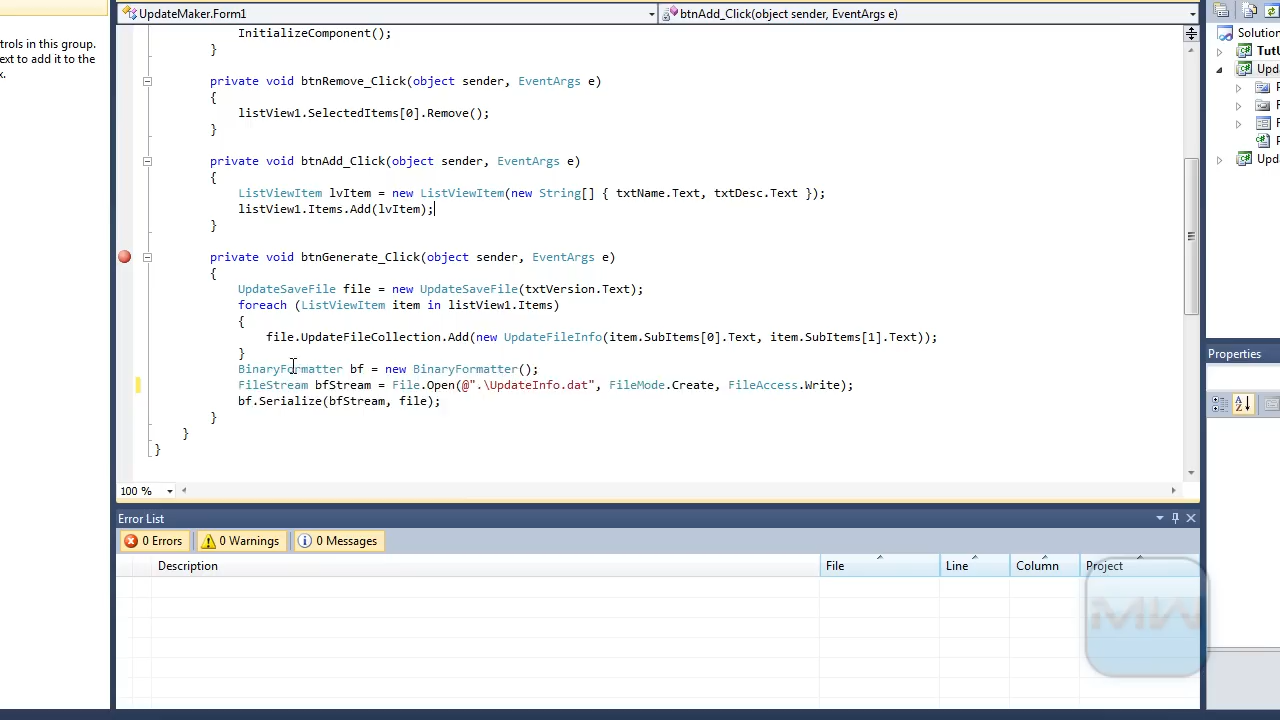 UpdateMaker.Form1
btnAdd_Click(object sender, EventArgs e)
trols in this group.
ext to add it to the
x.
InitializeComponent();
}
private void btnRemove_Click(object sender, EventArgs e)
{
listView1.SelectedItems[0].Remove();
}
private void btnAdd_Click(object sender, EventArgs e)
{
ListViewItem lvItem = new ListViewItem(new String[] { txtName.Text, txtDesc.Text });
listView1.Items.Add(lvItem);
}
private void btnGenerate_Click(object sender, EventArgs e)
{
UpdateSaveFile file = new UpdateSaveFile(txtVersion.Text);
foreach (ListViewItem item in listView1.Items)
{
file.UpdateFileCollection.Add(new UpdateFileInfo(item.SubItems[0].Text, item.SubItems[1].Text));
}
BinaryFormatter bf = new BinaryFormatter();
FileStream bfStream = File.Open(@".\UpdateInfo.dat", FileMode.Create, FileAccess.Write);
bf.Serialize(bfStream, file);
}
}
}
100 %
Solution
TutU
Upd
P
F
F
P
Upd
Properties
Error List
0 Errors
0 Warnings
0 Messages
Description
File
Line
Column
Project
MW